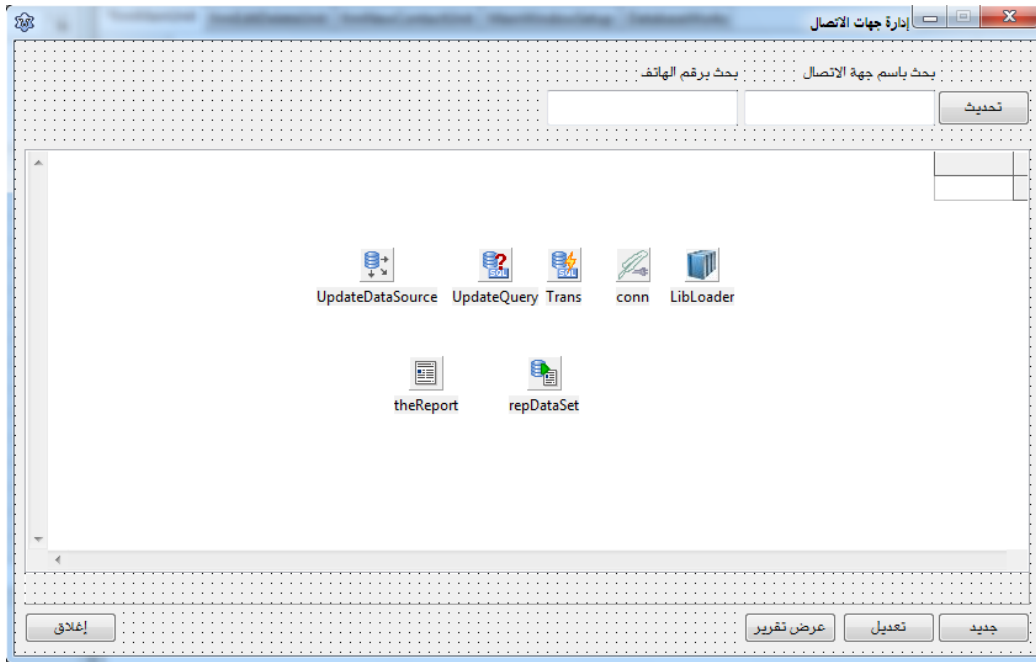 إدارة جهات الاتصال
بحث باسم جهة الاتصال بحث برقم الهاتف
تحديث
UpdateDataSource UpdateQuery Trans conn LibLoader
theReport repDataSet
جديد تعديل عرض تقرير إغلاق